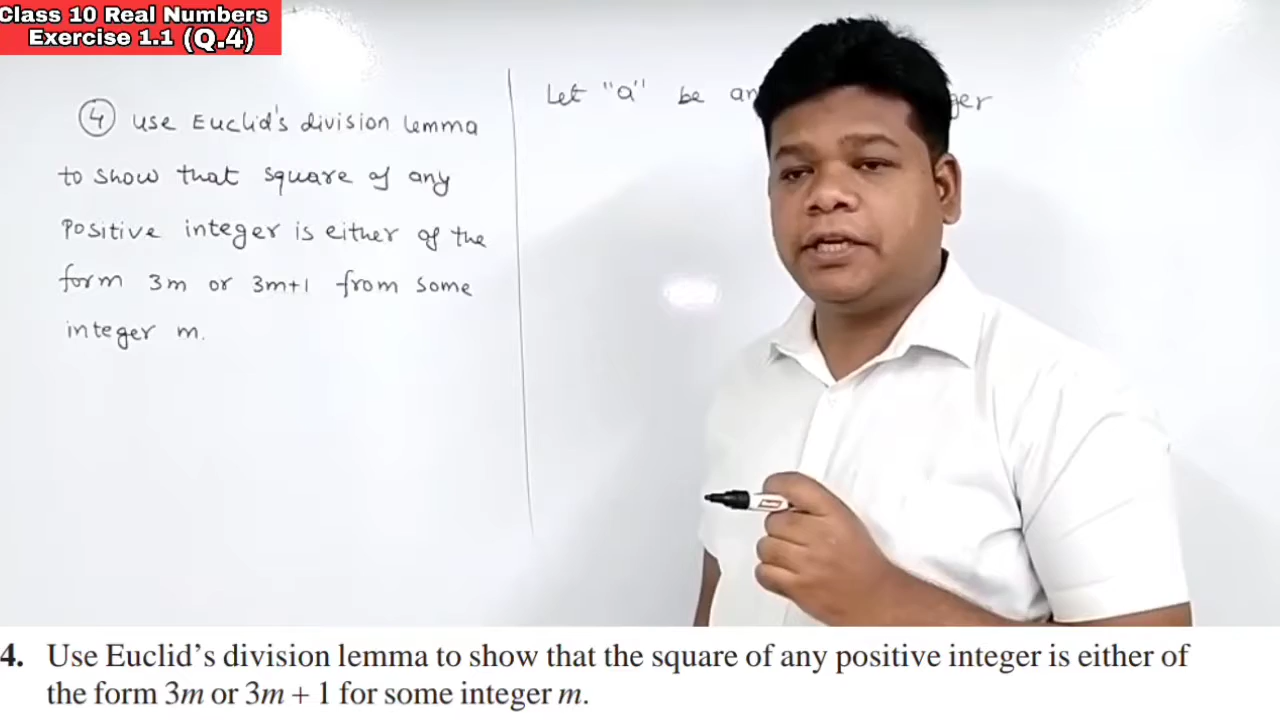 Class 10 Real Numbers
Exercise 1.1 (Q.4)
④ Use Euclid's division lemma
to show that square of any
Positive integer is either of the
form 3m or 3m+1 from some
integer m.
Let "a" be an
4. Use Euclid's division lemma to show that the square of any positive integer is either of
the form 3m or 3m + 1 for some integer m.